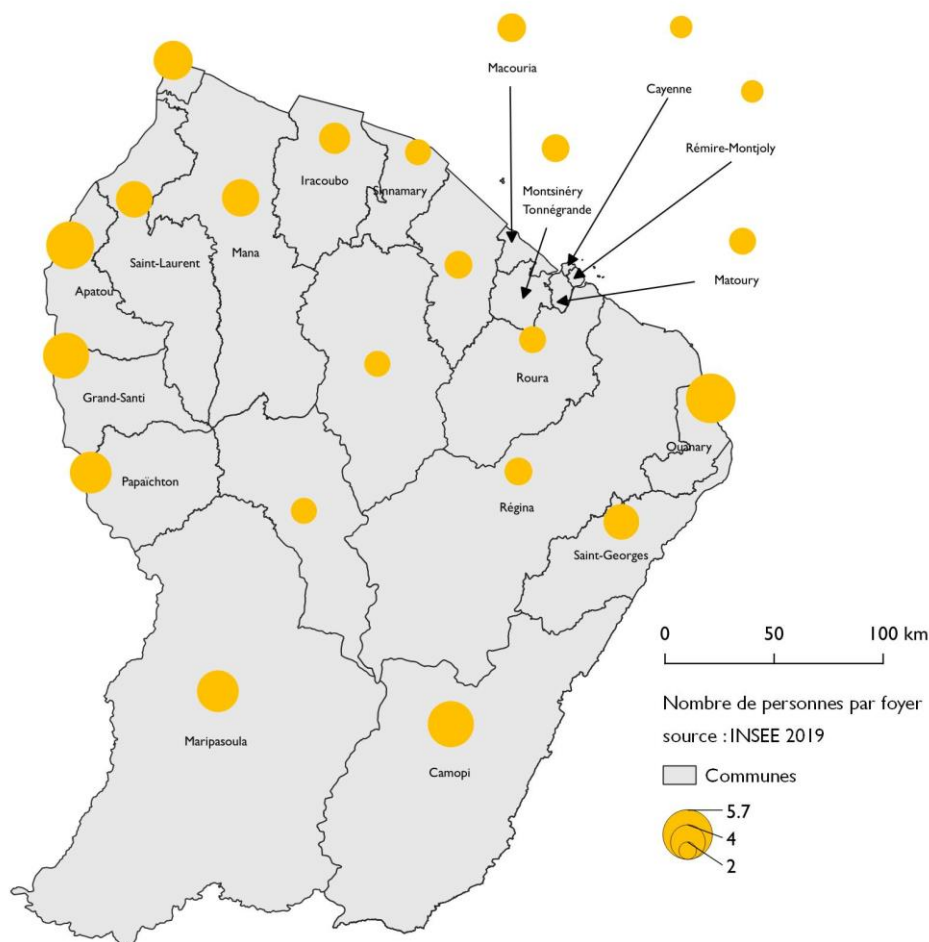 Macouria
Cayenne
Rémire-Montjoly
Iracoubo
Sinnamary
Montsinéry
Tonnégrande
Mana
Saint-Laurent
Matoury
Apatou
Roura
Grand-Santi
Ouanary
Papaïchton
Régina
Saint-Georges
0 50 100 km
Nombre de personnes par foyer
source : INSEE 2019
Maripasoula
Camopi
Communes
5.7
4
2